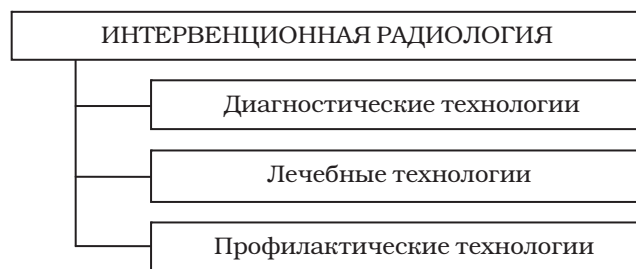 ИНТЕРВЕНЦИОННАЯ РАДИОЛОГИЯ
Диагностические технологии
Лечебные технологии
Профилактические технологии